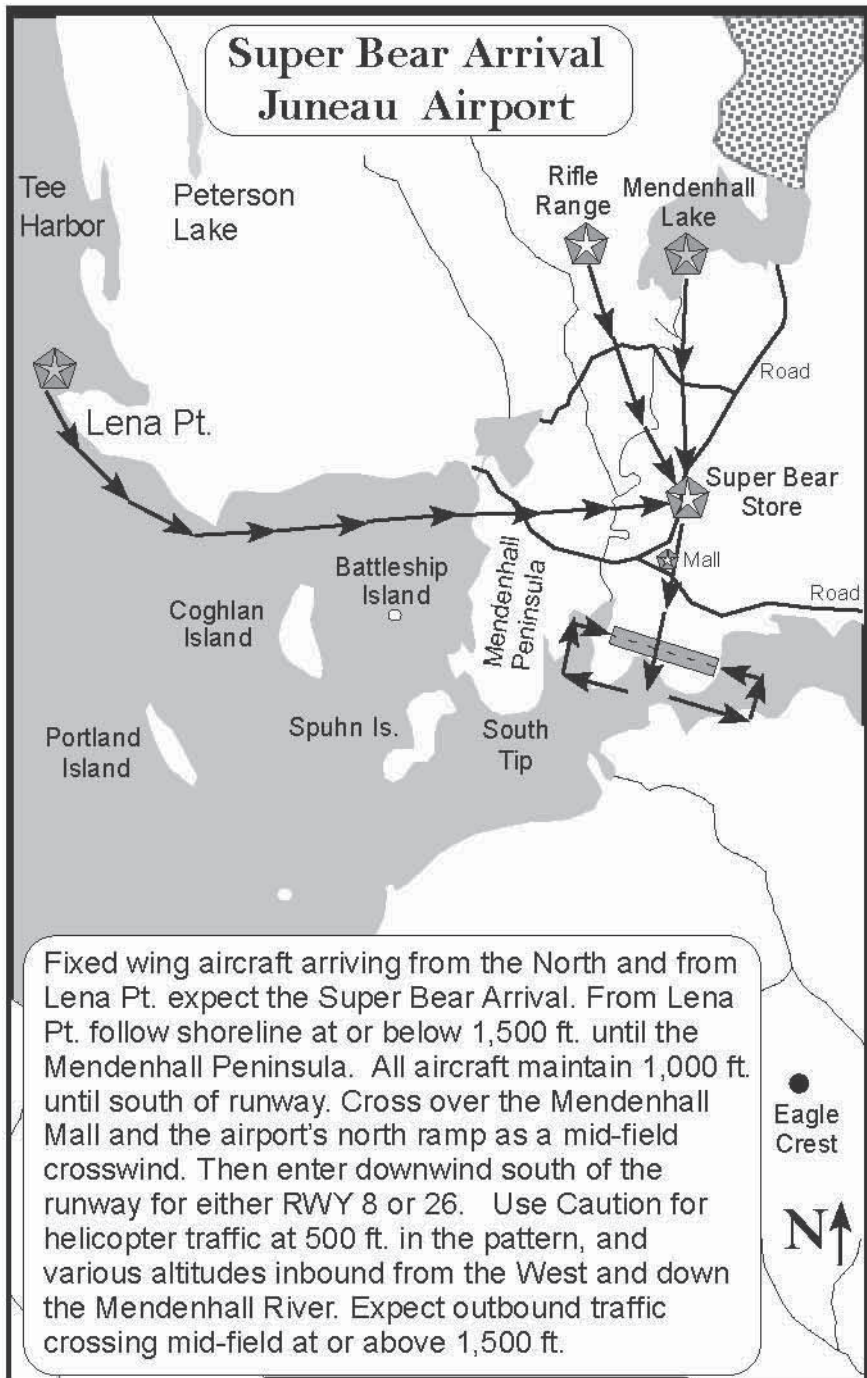 Super Bear Arrival
Juneau Airport
Tee
Harbor
Peterson
Lake
Rifle
Range
Mendenhall
Lake
Road
Lena Pt.
Super Bear
Store
Mall
Road
Battleship
Island
Coghlan
Island
Mendenhall
Peninsula
Portland
Island
Spuhn Is.
South
Tip
Fixed wing aircraft arriving from the North and from
Lena Pt. expect the Super Bear Arrival. From Lena
Pt. follow shoreline at or below 1,500 ft. until the
Mendenhall Peninsula. All aircraft maintain 1,000 ft.
until south of runway. Cross over the Mendenhall
Mall and the airport's north ramp as a mid-field
crosswind. Then enter downwind south of the
runway for either RWY 8 or 26. Use Caution for
helicopter traffic at 500 ft. in the pattern, and
various altitudes inbound from the West and down
the Mendenhall River. Expect outbound traffic
crossing mid-field at or above 1,500 ft.
Eagle
Crest
N